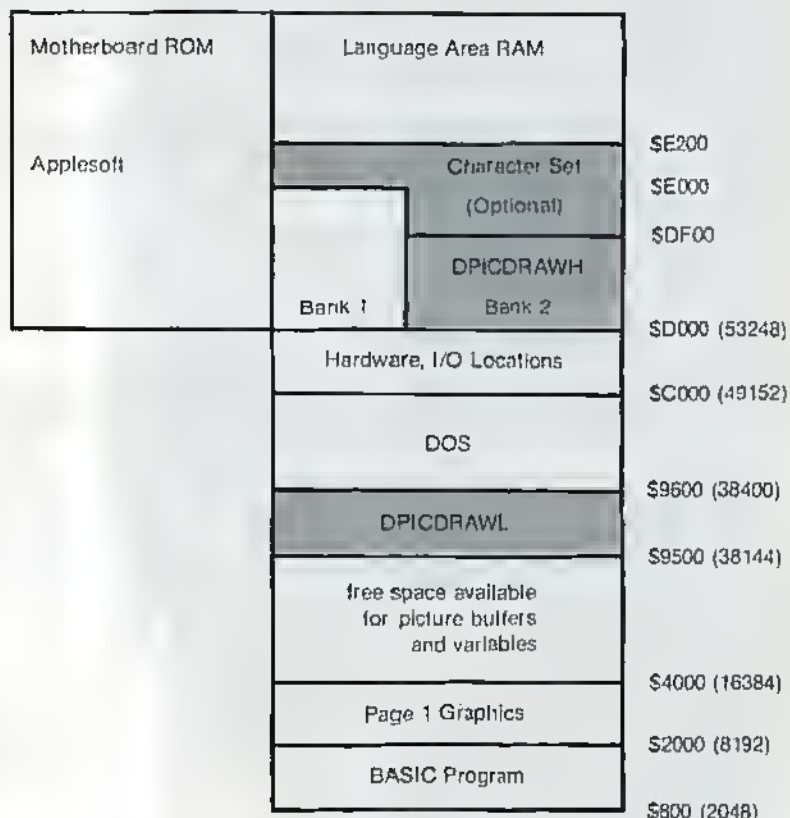 Motherboard ROM
Language Area RAM
Applesoft
$E200
Character Set
$E000
(Optional)
$DF00
DPICDRAWH
Bank 1
Bank 2
$D000 (53248)
Hardware, I/O Locations
$C000 (49152)
DOS
$9600 (38400)
DPICDRAWL
$9500 (38144)
free space available
for picture buffers
and variables
$4000 (16384)
Page 1 Graphics
$2000 (8192)
BASIC Program
$800 (2048)